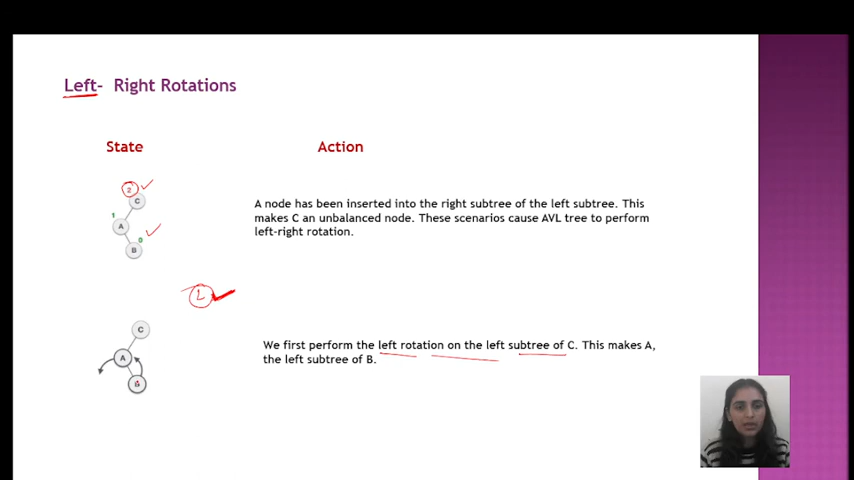 Left- Right Rotations
State Action
2
C
1
A
0
B
A node has been inserted into the right subtree of the left subtree. This
makes C an unbalanced node. These scenarios cause AVL tree to perform
left-right rotation.
L
C
A
B
We first perform the left rotation on the left subtree of C. This makes A,
the left subtree of B.